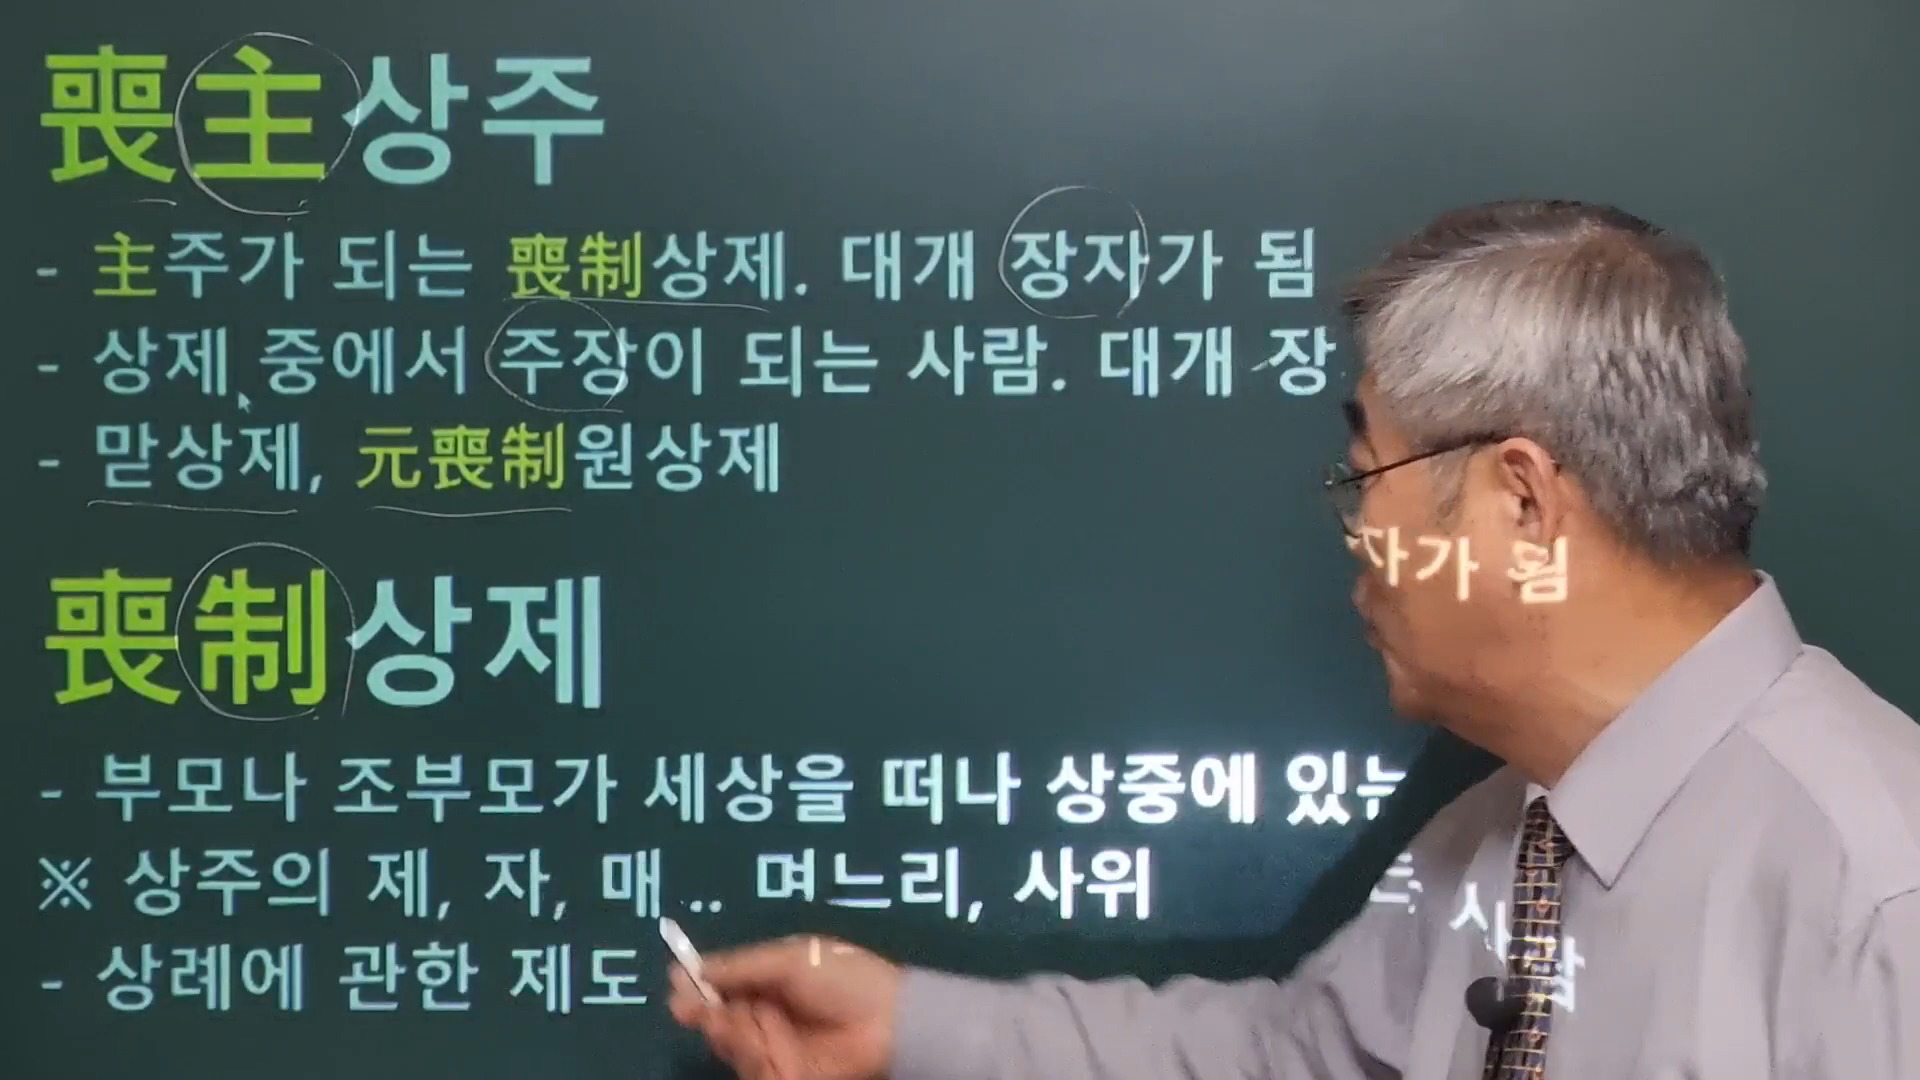 喪主상주
- 主주가 되는 喪制상제. 대개 장자가 됨
- 상제 중에서 주장이 되는 사람. 대개 장자가 됨
- 맏상제, 元喪制원상제
喪制상제
- 부모나 조부모가 세상을 떠나 상중에 있는 사람
※ 상주의 제, 자, 매.. 며느리, 사위
- 상례에 관한 제도